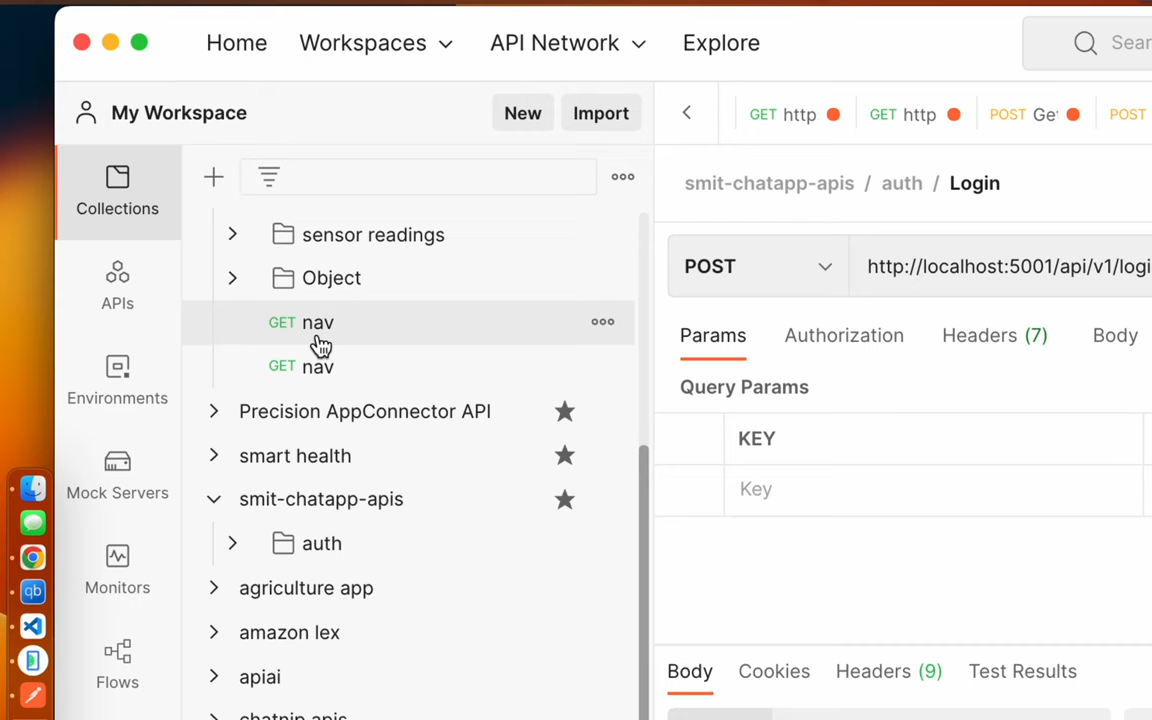 Home Workspaces API Network Explore
My Workspace New Import
GET http GET http POST Ge POST
Collections
smit-chatapp-apis / auth / Login
sensor readings
POST http://localhost:5001/api/v1/logi
Object
APIs
GET nav
Params Authorization Headers (7) Body
GET nav
Query Params
Environments
Precision AppConnector API
KEY
smart health
Mock Servers
Key
smit-chatapp-apis
auth
Monitors
agriculture app
amazon lex
Flows
Body Cookies Headers (9) Test Results
apiai
qb